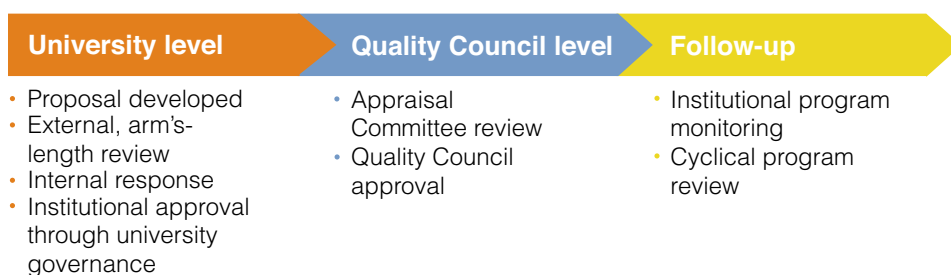 University level
• Proposal developed
• External, arm's-
length review
• Internal response
• Institutional approval
through university
governance
Quality Council level
• Appraisal
Committee review
• Quality Council
approval
Follow-up
• Institutional program
monitoring
• Cyclical program
review